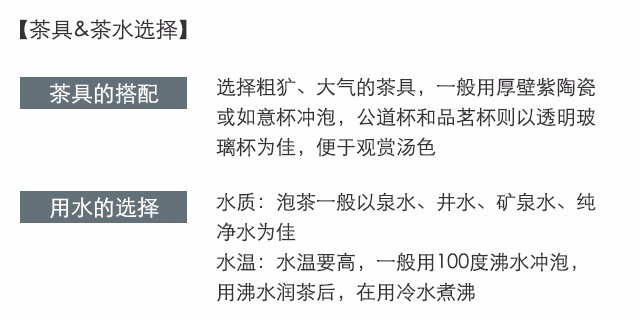 【茶具&茶水选择】
茶具的搭配
选择粗犷、大气的茶具，一般用厚壁紫陶瓷
或如意杯冲泡，公道杯和品茗杯则以透明玻
璃杯为佳，便于观赏汤色
用水的选择
水质：泡茶一般以泉水、井水、矿泉水、纯
净水为佳
水温：水温要高，一般用100度沸水冲泡，
用沸水润茶后，在用冷水煮沸